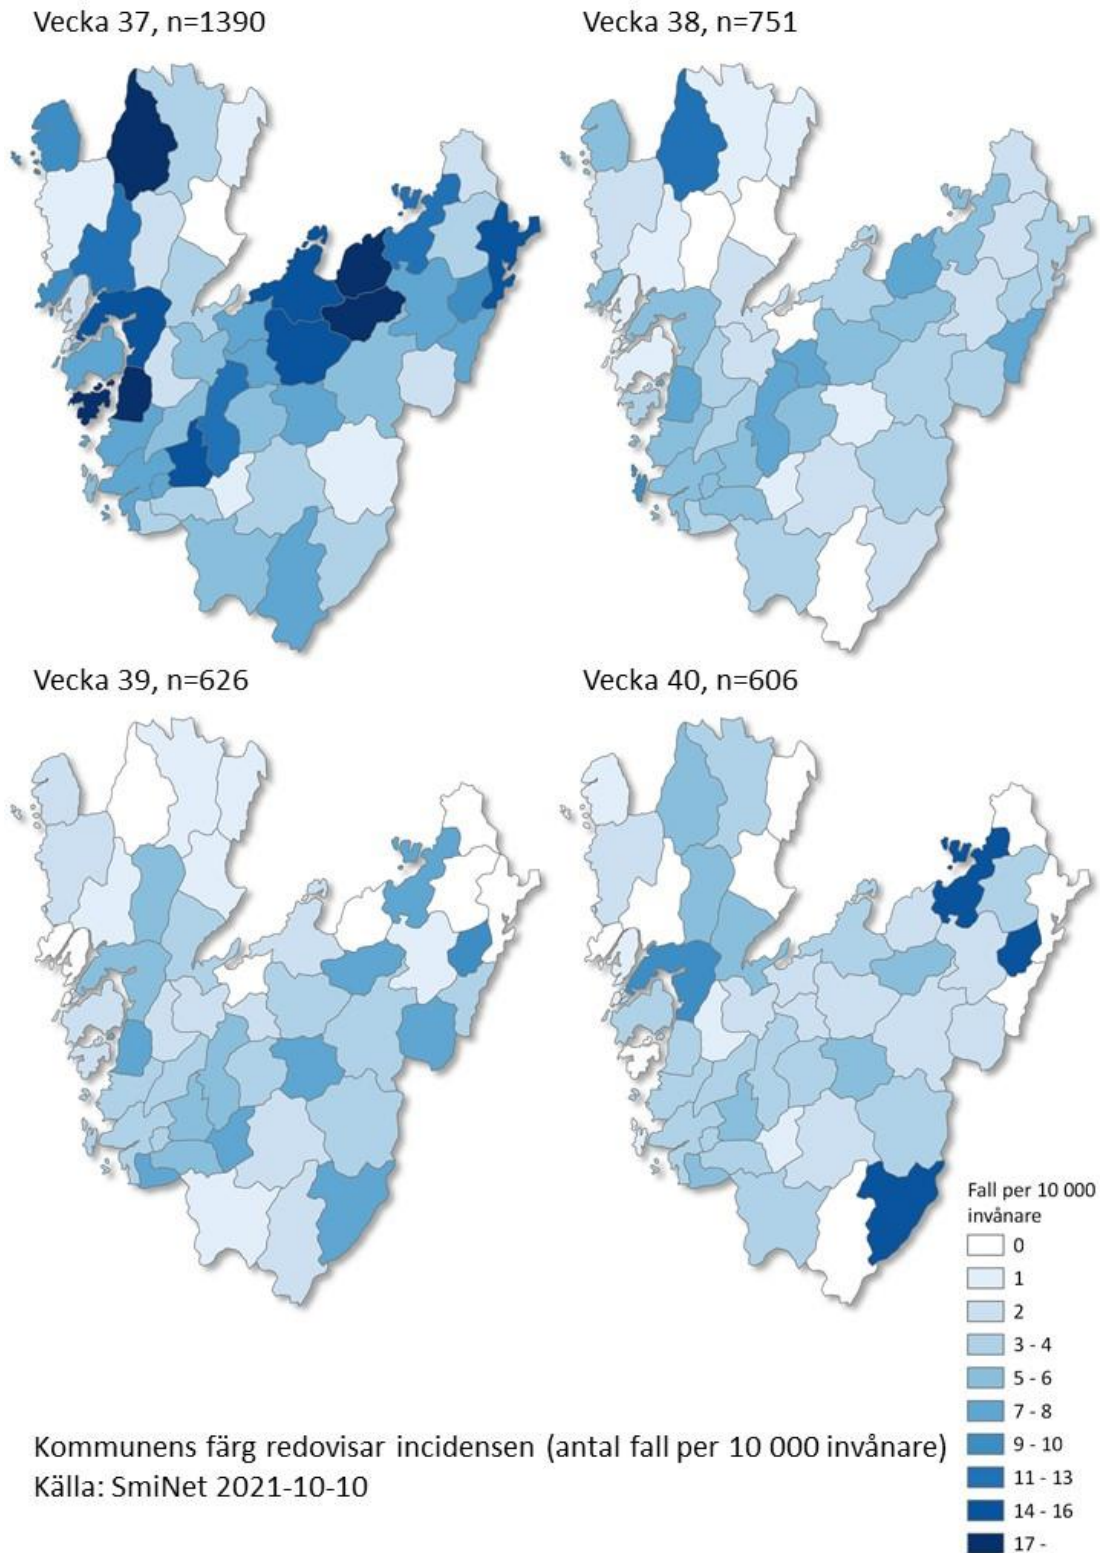 Vecka 37, n=1390
Vecka 38, n=751
Vecka 39, n=626
Vecka 40, n=606
Fall per 10 000
invånare
0
1
2
3 - 4
5 - 6
7 - 8
9 - 10
11 - 13
14 - 16
17 -
Kommunens färg redovisar incidensen (antal fall per 10 000 invånare)
Källa: SmiNet 2021-10-10